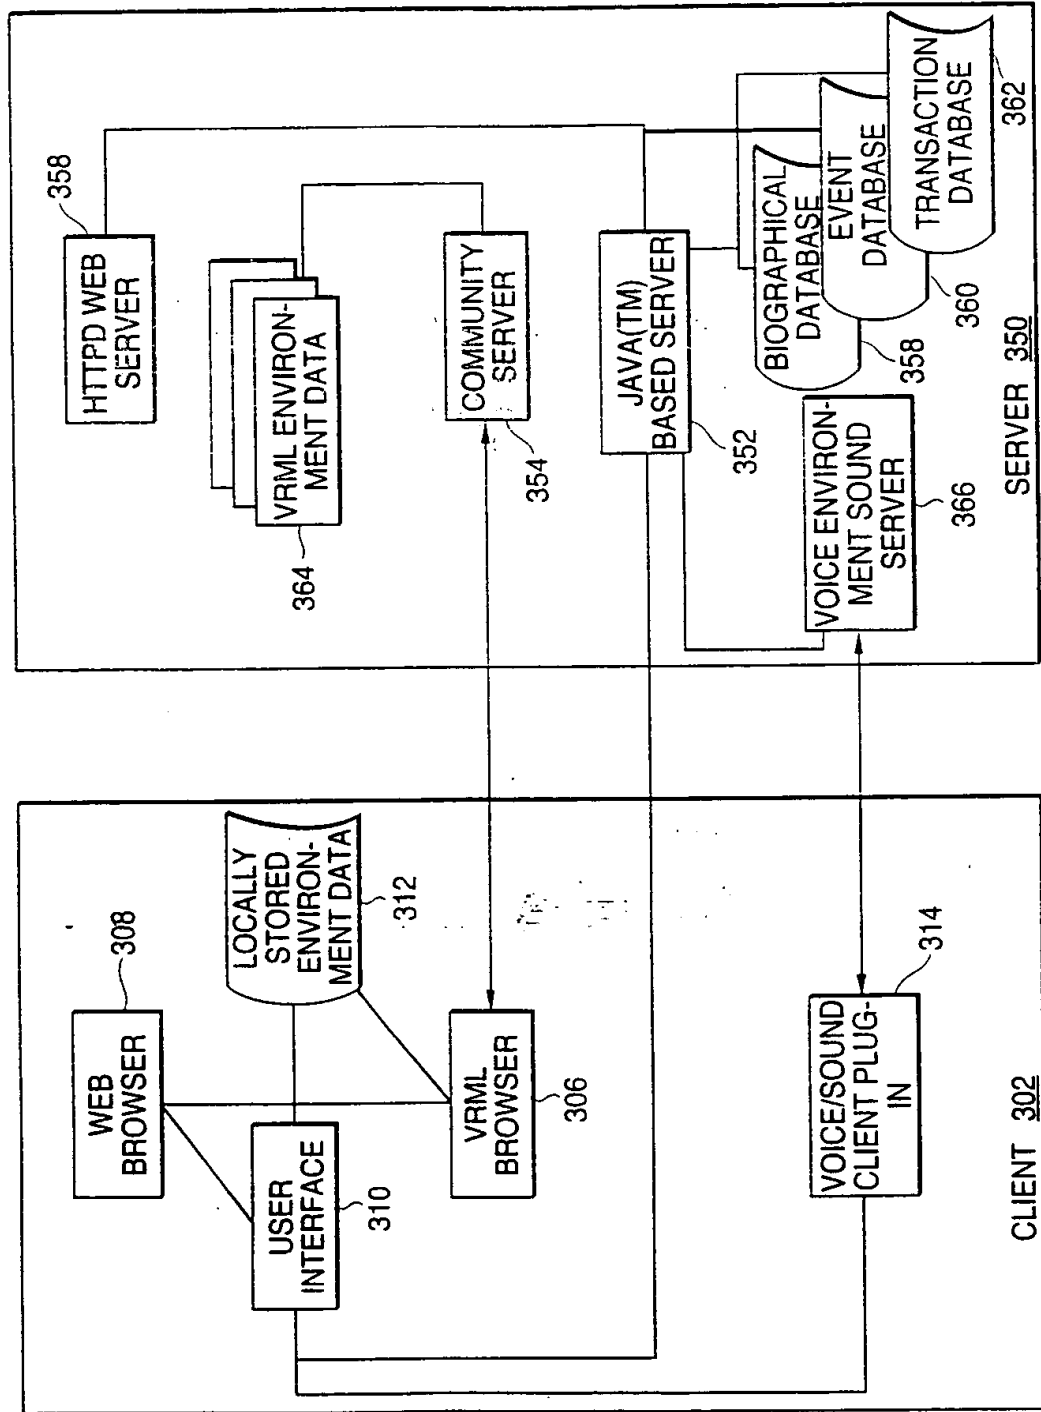 WEB
BROWSER
308
USER
INTERFACE
310
LOCALLY
STORED
ENVIRON-
MENT DATA
312
VRML
BROWSER
306
VOICE/SOUND
CLIENT PLUG-
IN
314
CLIENT 302
HTTPD WEB
SERVER
358
VRML ENVIRON-
MENT DATA
364
COMMUNITY
SERVER
354
JAVA(TM)
BASED SERVER
352
VOICE ENVIRON-
MENT SOUND
SERVER
366
BIOGRAPHICAL
DATABASE
358
EVENT
DATABASE
360
TRANSACTION
DATABASE
362
SERVER 350